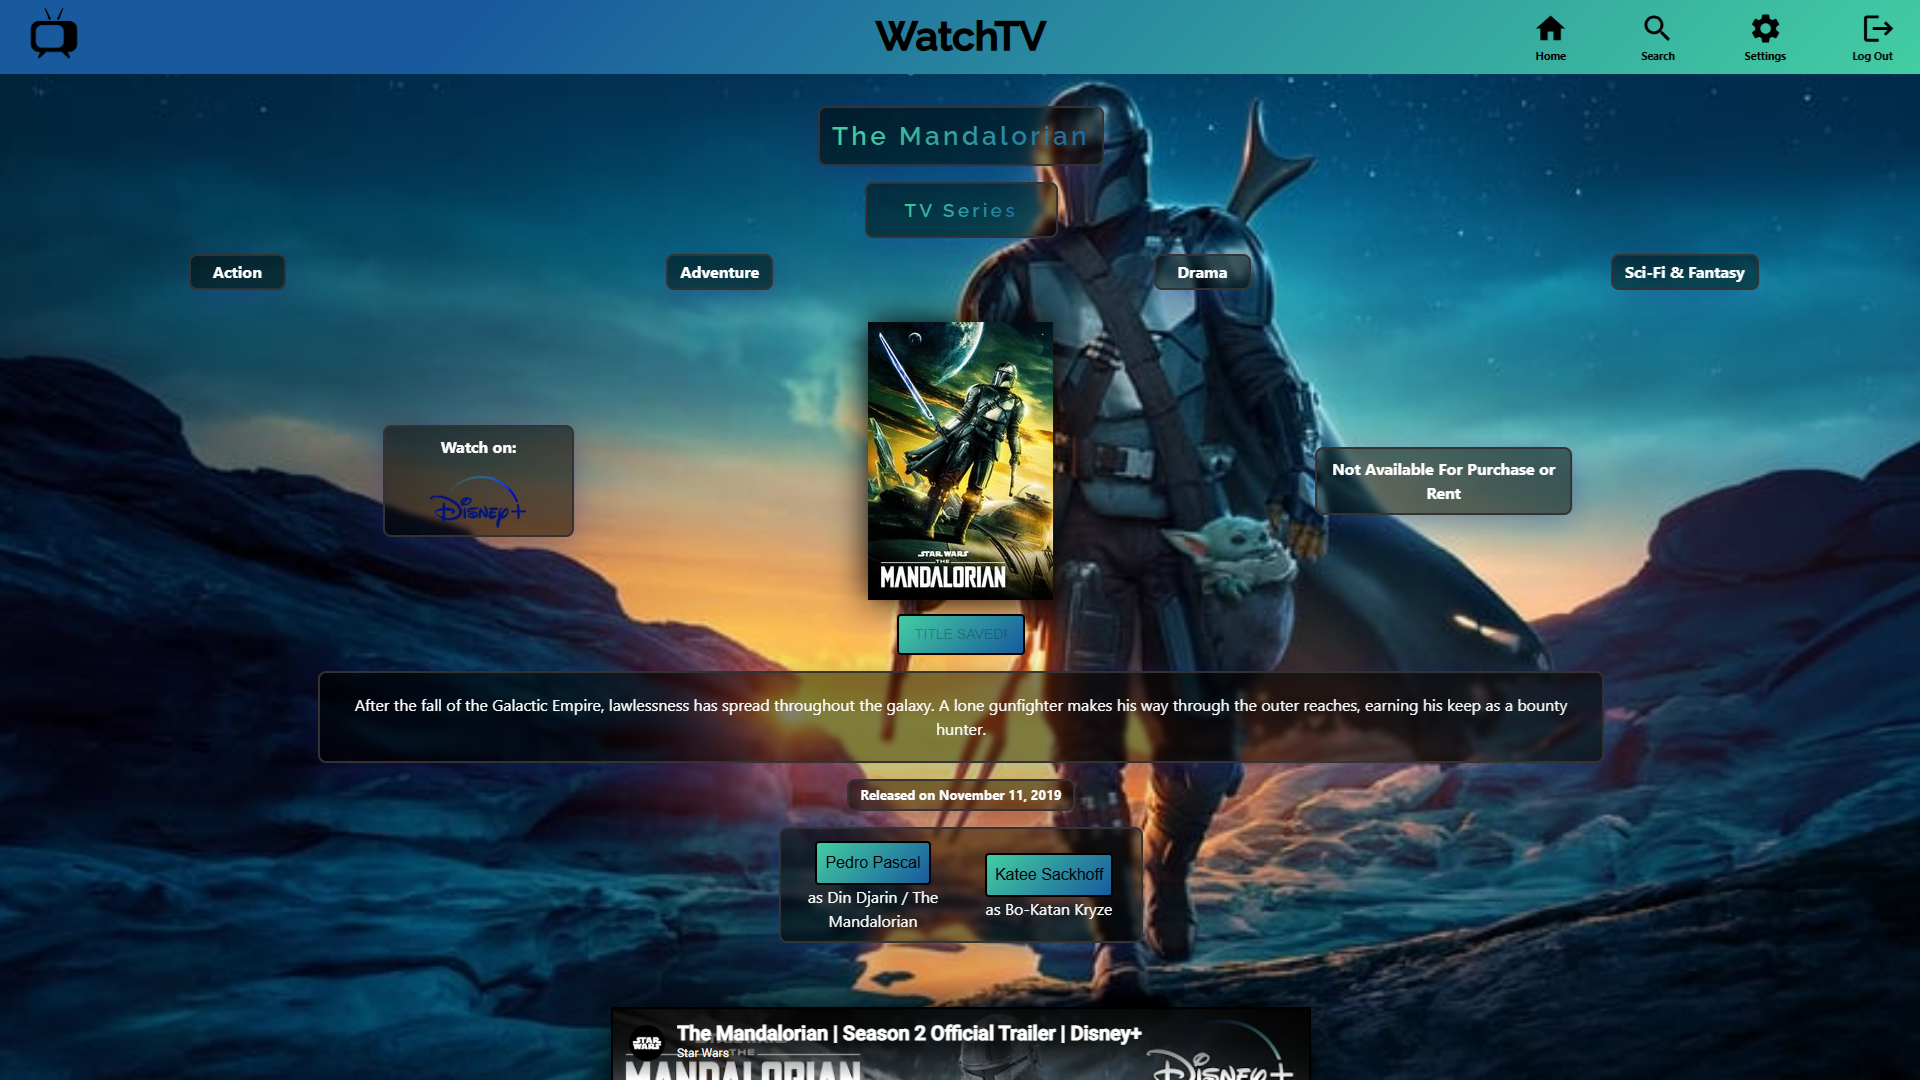 WatchTV
Home
Search
Settings
Log Out
The Mandalorian
TV Series
Action
Adventure
Drama
Sci-Fi & Fantasy
Watch on:
Disney+
STAR WARS
THE
MANDALORIAN
Not Available For Purchase or
Rent
TITLE SAVED!
After the fall of the Galactic Empire, lawlessness has spread throughout the galaxy. A lone gunfighter makes his way through the outer reaches, earning his keep as a bounty
hunter.
Released on November 11, 2019
Pedro Pascal
as Din Djarin / The
Mandalorian
Katee Sackhoff
as Bo-Katan Kryze
STAR WARS
The Mandalorian | Season 2 Official Trailer | Disney+
Star Wars
THE
MANDALORIAN
Disney+